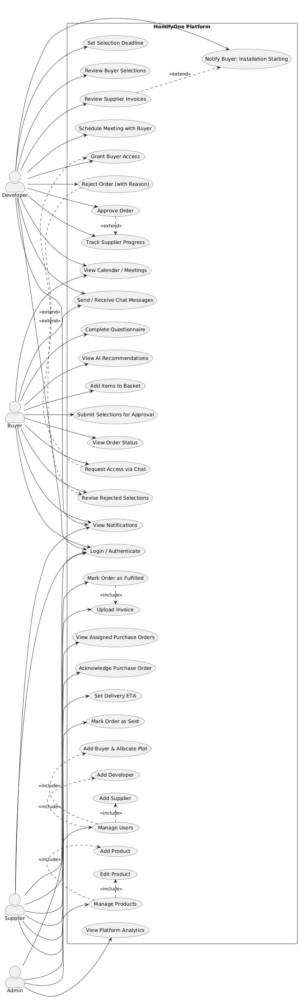 HomifyOne Platform
Set Selection Deadline
Notify Buyer: Installation Starting
Review Buyer Selections
«extend»
Review Supplier Invoices
Schedule Meeting with Buyer
Grant Buyer Access
Reject Order (with Reason)
Developer
Approve Order
«extend»
Track Supplier Progress
View Calendar / Meetings
Send / Receive Chat Messages
«extend»
«extend»
Complete Questionnaire
View AI Recommendations
Add Items to Basket
Submit Selections for Approval
Buyer
View Order Status
Request Access via Chat
Revise Rejected Selections
View Notifications
Login / Authenticate
Mark Order as Fulfilled
«include»
Upload Invoice
View Assigned Purchase Orders
Acknowledge Purchase Order
Set Delivery ETA
Mark Order as Sent
Add Buyer & Allocate Plot
Add Developer
«include»
Add Supplier
«include»
«include»
Manage Users
Add Product
«include»
Edit Product
«include»
Manage Products
Supplier
View Platform Analytics
Admin